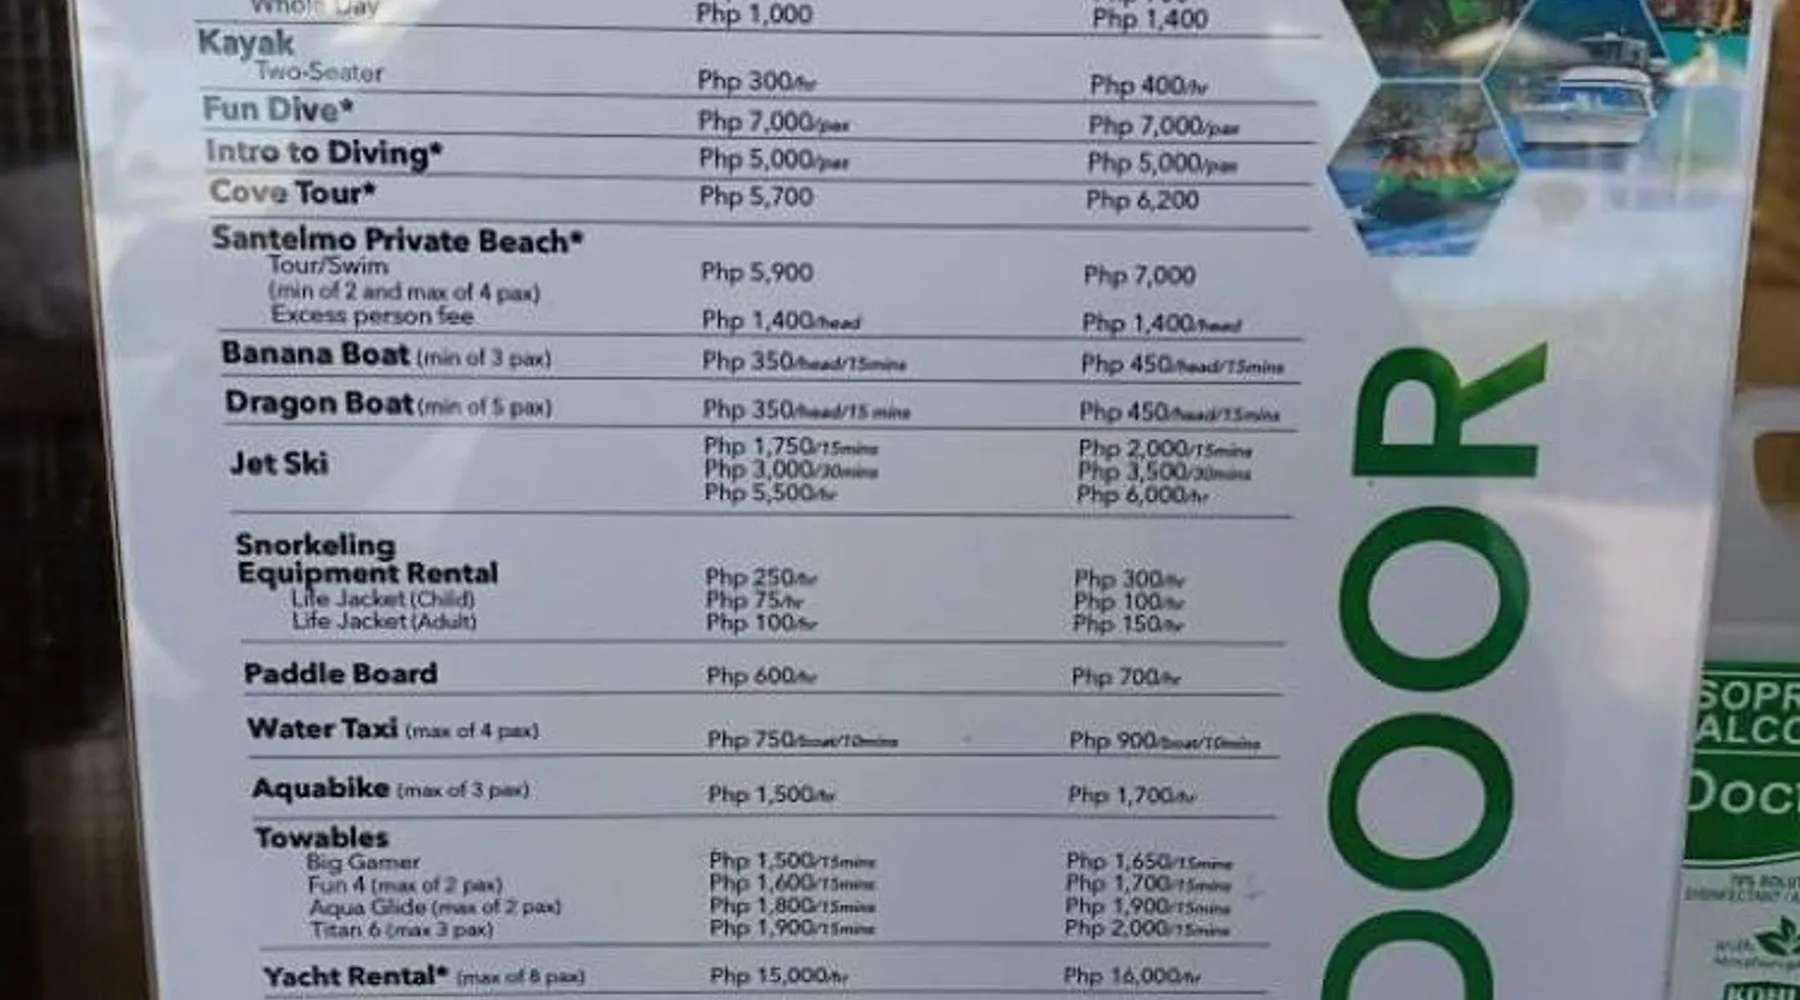 Whole Day Php 1,000 Php 1,400
Kayak
Two-Seater Php 300/hr Php 400/hr
Fun Dive* Php 7,000/pax Php 7,000/pax
Intro to Diving* Php 5,000/pax Php 5,000/pax
Cove Tour* Php 5,700 Php 6,200
Santelmo Private Beach*
Tour/Swim Php 5,900 Php 7,000
(min of 2 and max of 4 pax)
Excess person fee Php 1,400/head Php 1,400/head
Banana Boat (min of 3 pax) Php 350/head/15mins Php 450/head/15mins
Dragon Boat (min of 5 pax) Php 350/head/15 mins Php 450/head/15mins
Php 1,750/15mins Php 2,000/15mins
Jet Ski Php 3,000/30mins Php 3,500/30mins
Php 5,500/hr Php 6,000/hr
Snorkeling
Equipment Rental Php 250/hr Php 300/hr
Life Jacket (Child) Php 75/hr Php 100/hr
Life Jacket (Adult) Php 100/hr Php 150/hr
Paddle Board Php 600/hr Php 700/hr
Water Taxi (max of 4 pax) Php 750/boat/10mins Php 900/boat/10mins
Aquabike (max of 3 pax) Php 1,500/hr Php 1,700/hr
Towables
Big Gamer Php 1,500/15mins Php 1,650/15mins
Fun 4 (max of 2 pax) Php 1,600/15mins Php 1,700/15mins
Aqua Glide (max of 2 pax) Php 1,800/15mins Php 1,900/15mins
Titan 6 (max 3 pax) Php 1,900/15mins Php 2,000/15mins
Yacht Rental* (max of 8 pax) Php 15,000/hr Php 16,000/hr
DOOR
SOPR
ALCO
Doct